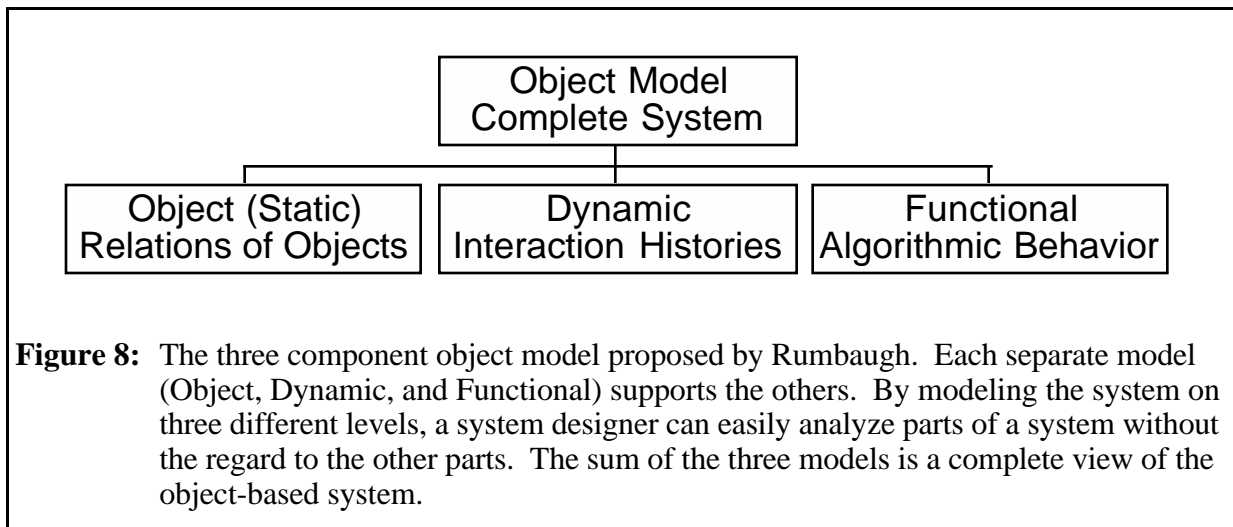 Object Model
Complete System
Object (Static)
Relations of Objects
Dynamic
Interaction Histories
Functional
Algorithmic Behavior
Figure 8: The three component object model proposed by Rumbaugh. Each separate model
(Object, Dynamic, and Functional) supports the others. By modeling the system on
three different levels, a system designer can easily analyze parts of a system without
the regard to the other parts. The sum of the three models is a complete view of the
object-based system.